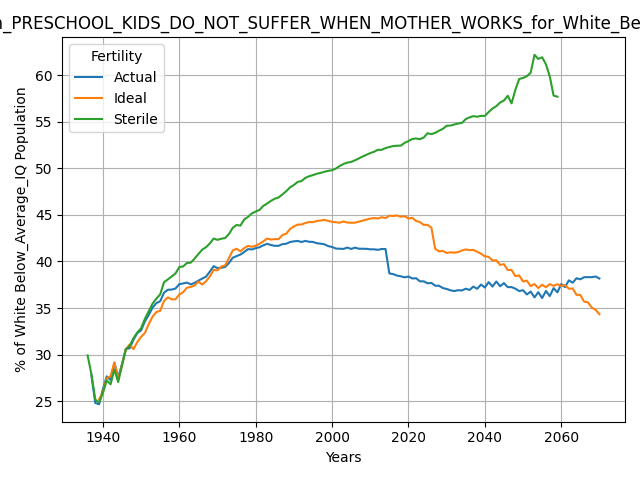 PRESCHOOL_KIDS_DO_NOT_SUFFER_WHEN_MOTHER_WORKS_for_White_Be
Fertility
Actual
Ideal
Sterile
% of White Below_Average_IQ Population
60
55
50
45
40
35
30
25
1940 1960 1980 2000 2020 2040 2060
Years